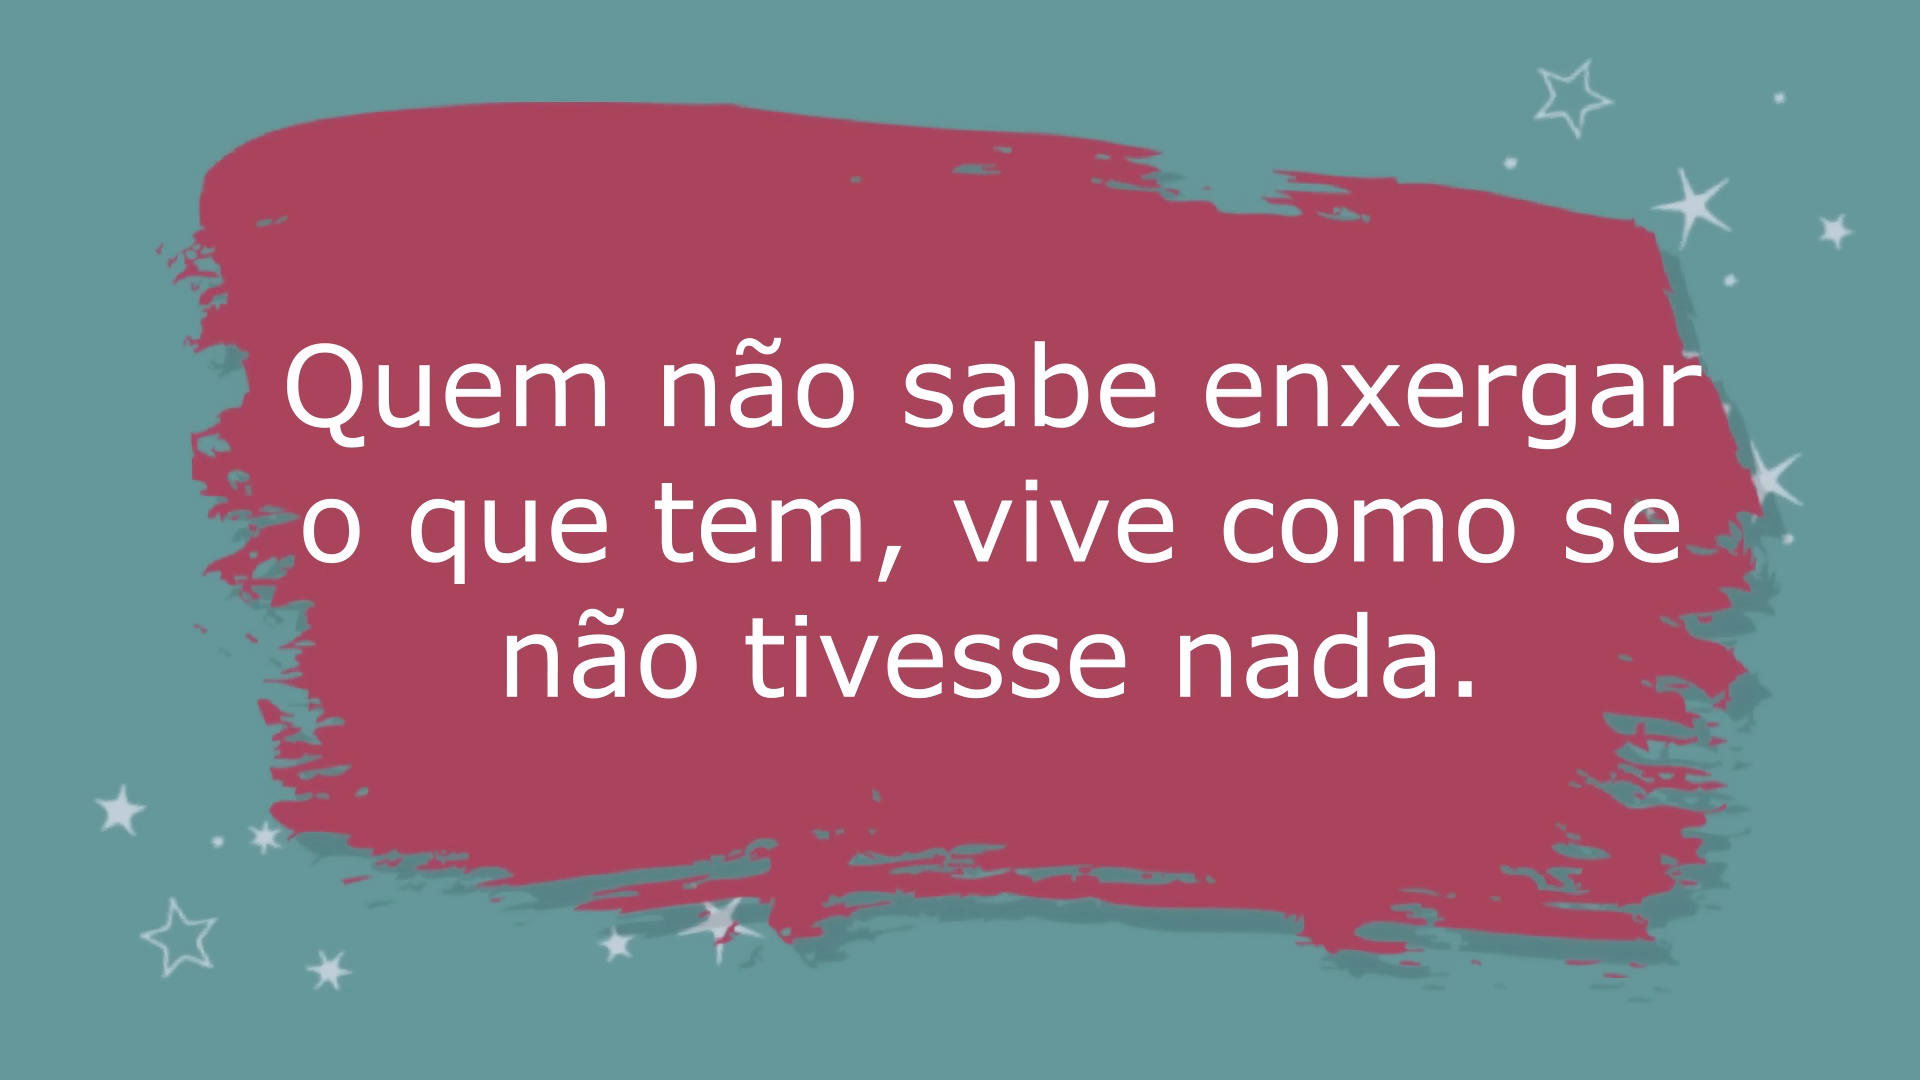 Quem não sabe enxergar
o que tem, vive como se
não tivesse nada.